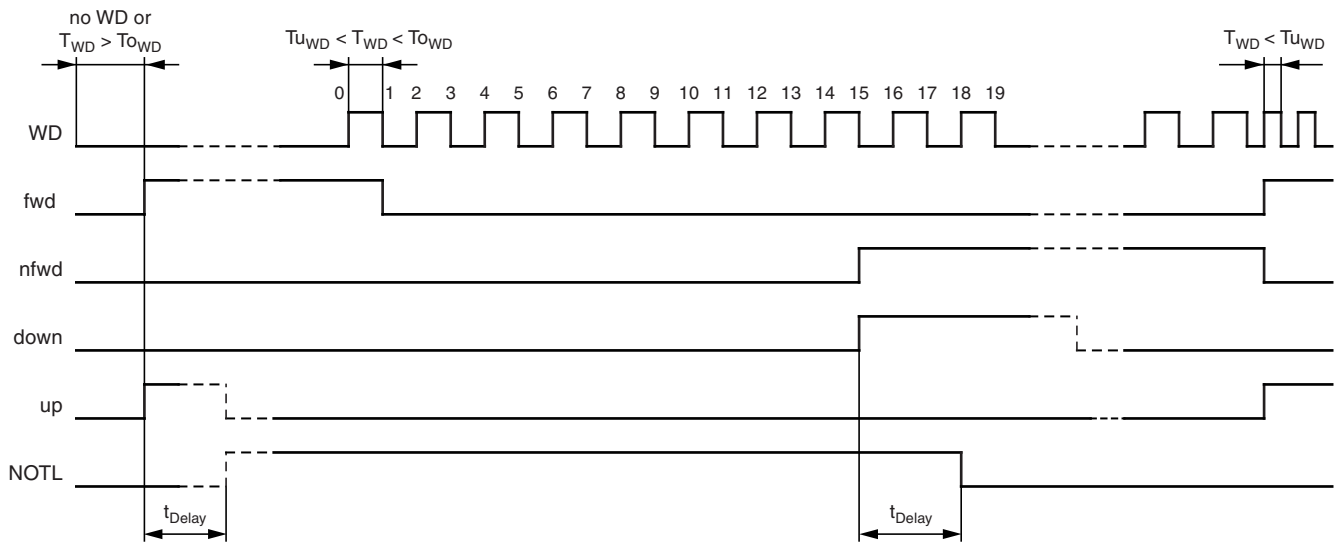 no WD or
T_WD > To_WD
Tu_WD < T_WD < To_WD
T_WD < Tu_WD
0 1 2 3 4 5 6 7 8 9 10 11 12 13 14 15 16 17 18 19
WD
fwd
nfwd
down
up
NOTL
t_Delay
t_Delay